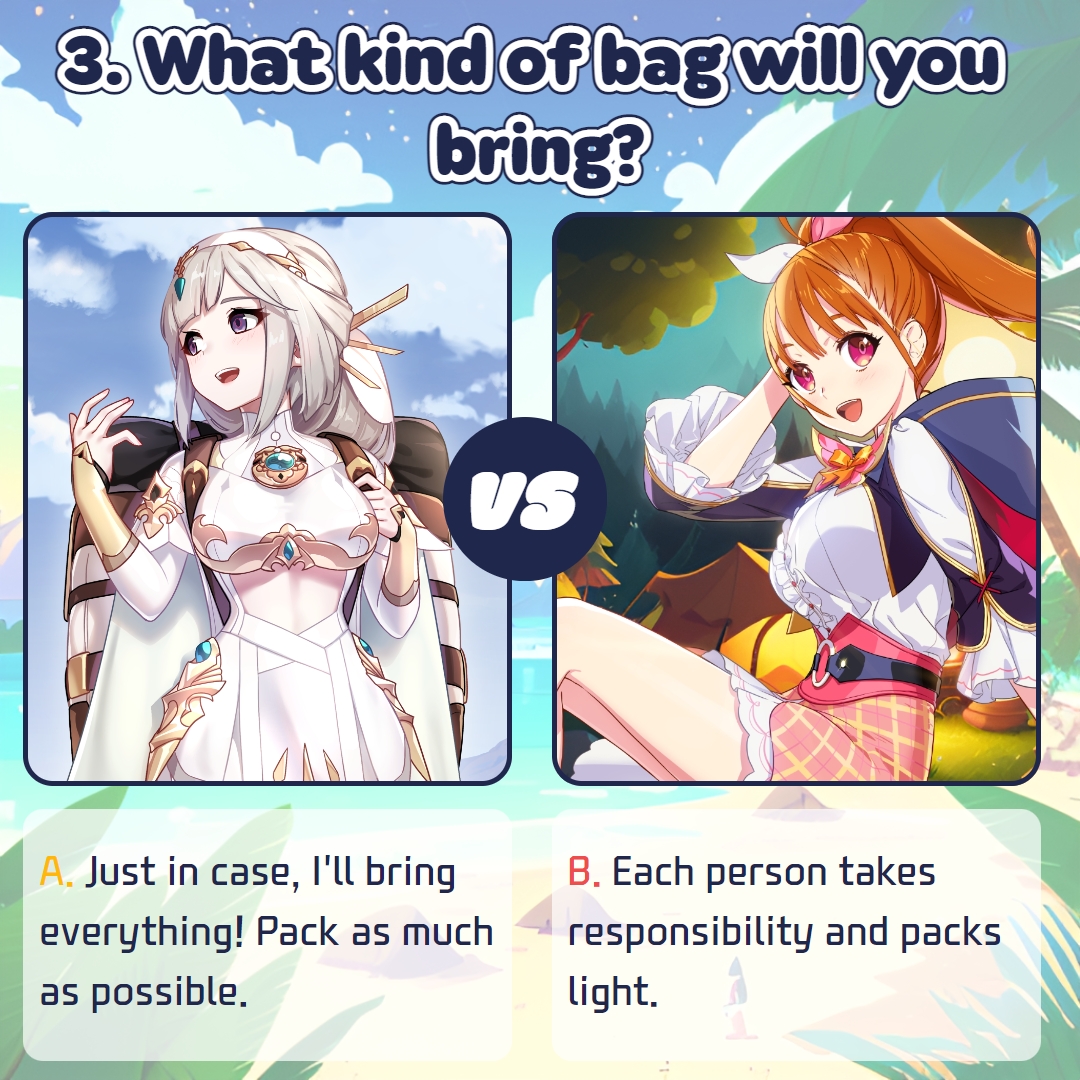 3. What kind of bag will you
bring?
VS
A. Just in case, I'll bring
everything! Pack as much
as possible.
B. Each person takes
responsibility and packs
light.